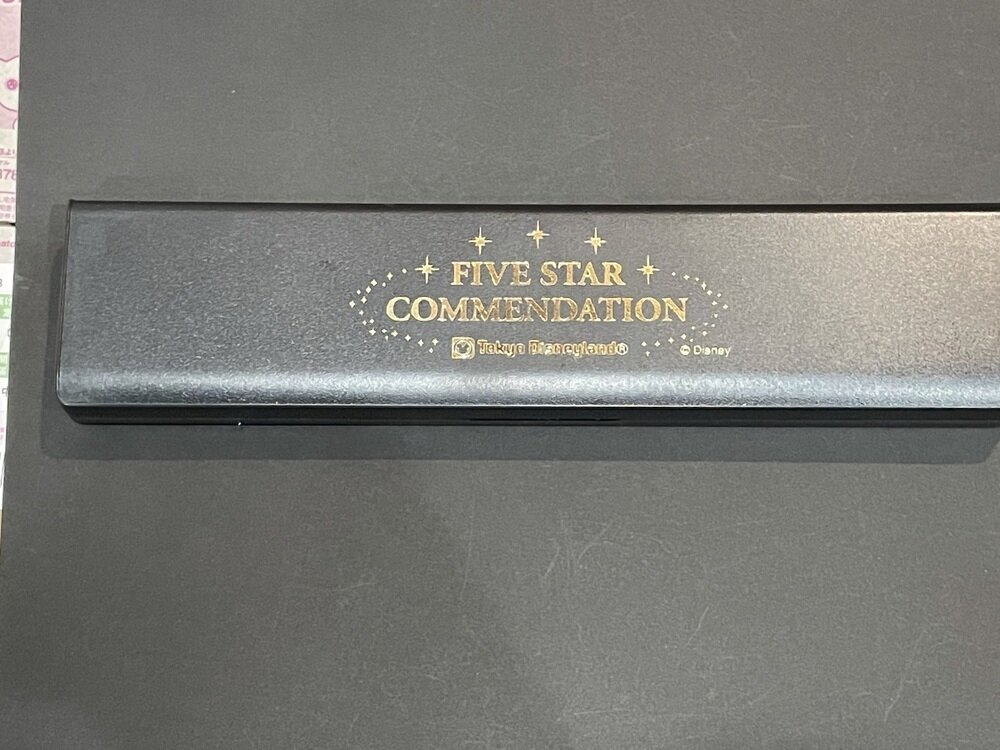 FIVE STAR
COMMENDATION
Tokyo Disneyland®
© Disney